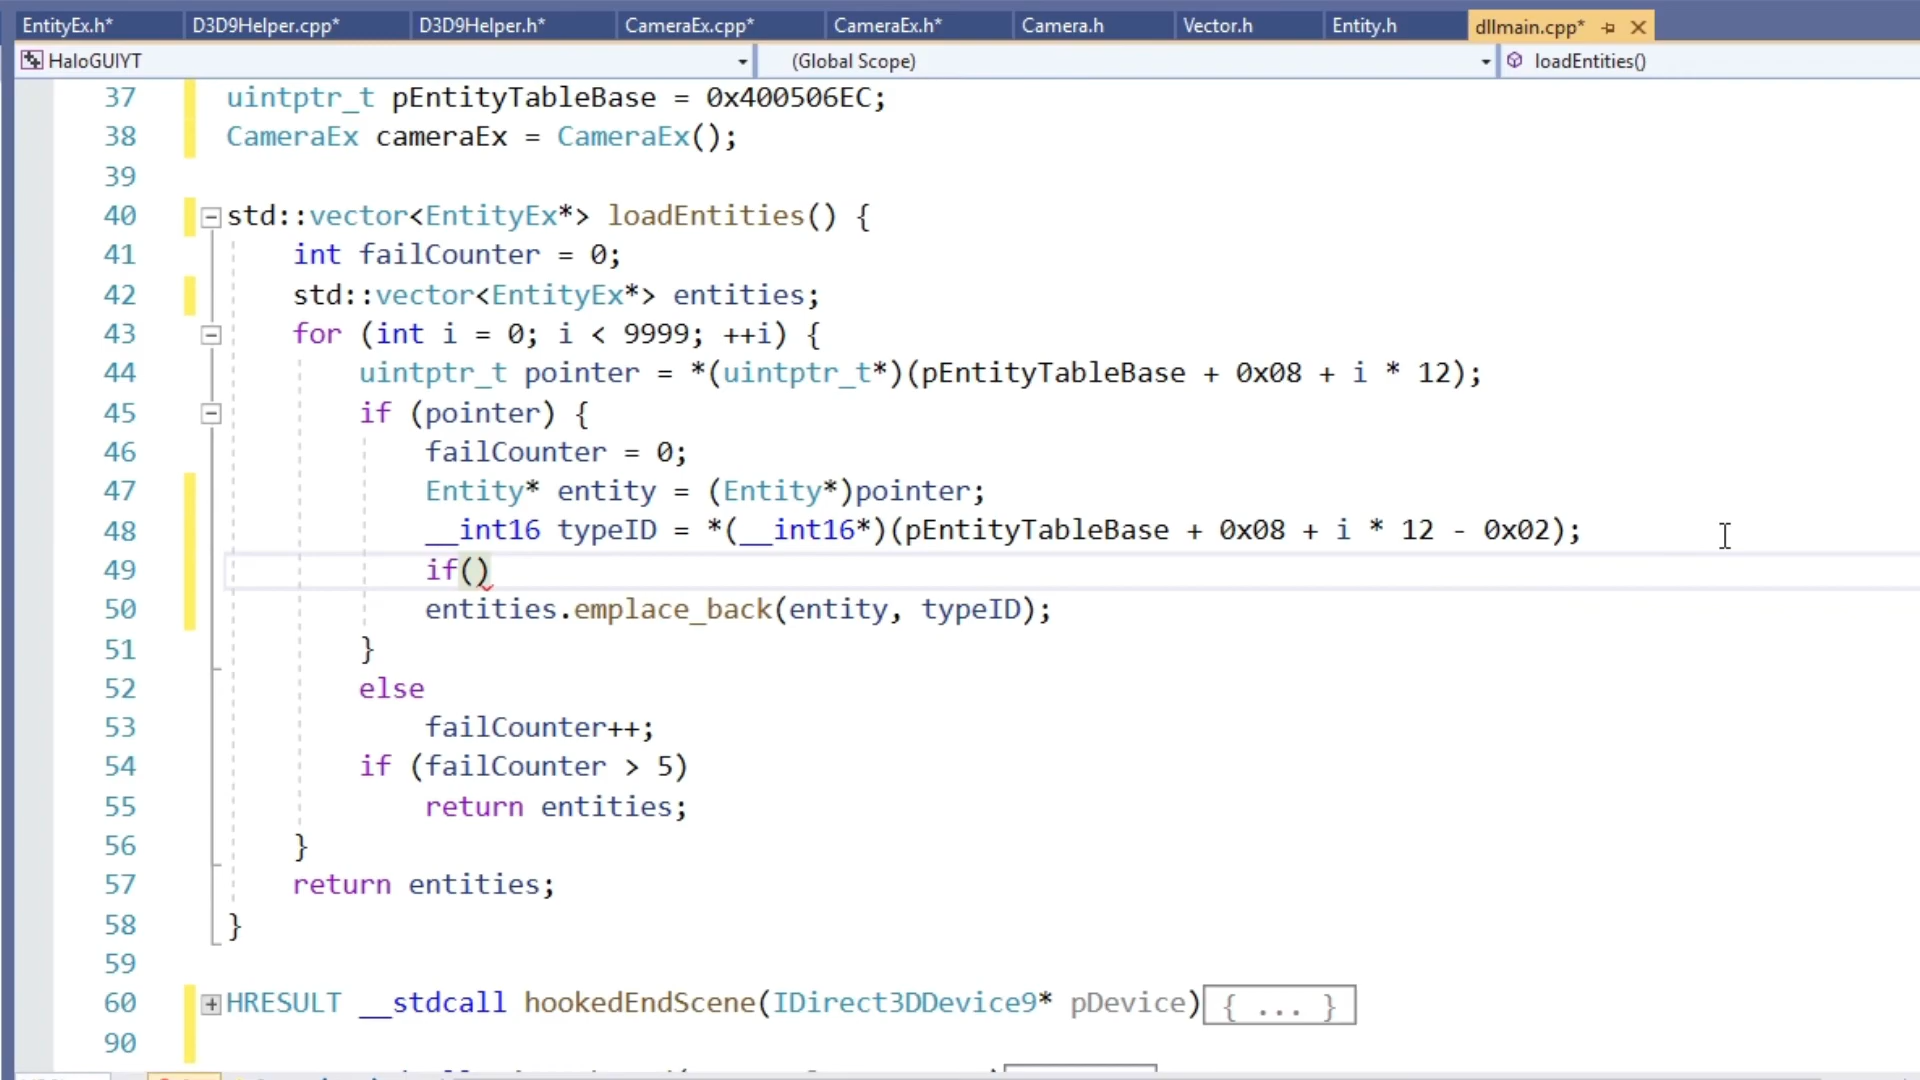 EntityEx.h* D3D9Helper.cpp* D3D9Helper.h* CameraEx.cpp* CameraEx.h* Camera.h Vector.h Entity.h dllmain.cpp*
HaloGUIYT (Global Scope) loadEntities()
37 uintptr_t pEntityTableBase = 0x400506EC;
38 CameraEx cameraEx = CameraEx();
39
40 std::vector<EntityEx*> loadEntities() {
41 int failCounter = 0;
42 std::vector<EntityEx*> entities;
43 for (int i = 0; i < 9999; ++i) {
44 uintptr_t pointer = *(uintptr_t*)(pEntityTableBase + 0x08 + i * 12);
45 if (pointer) {
46 failCounter = 0;
47 Entity* entity = (Entity*)pointer;
48 __int16 typeID = *(__int16*)(pEntityTableBase + 0x08 + i * 12 - 0x02);
49 if()
50 entities.emplace_back(entity, typeID);
51 }
52 else
53 failCounter++;
54 if (failCounter > 5)
55 return entities;
56 }
57 return entities;
58 }
59
60 HRESULT __stdcall hookedEndScene(IDirect3DDevice9* pDevice) { ... }
90